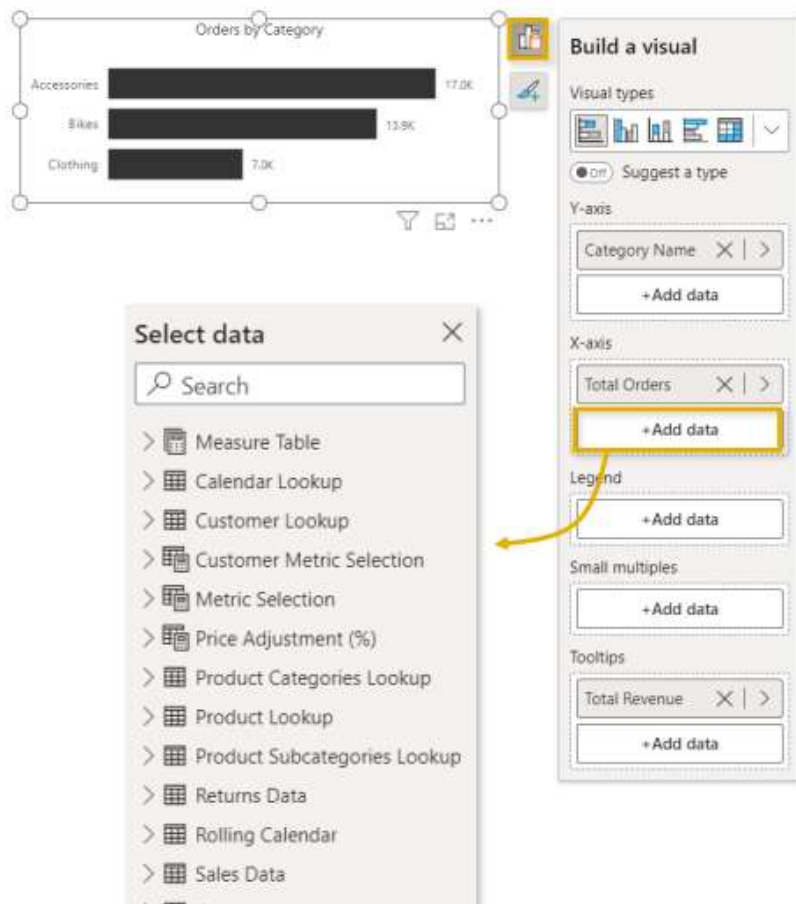 Orders by Category
Accessories 17.0K
Bikes 13.9K
Clothing 7.0K
Build a visual
Visual types
Off Suggest a type
Y-axis
Category Name
+Add data
X-axis
Total Orders
+Add data
Legend
+Add data
Small multiples
+Add data
Tooltips
Total Revenue
+Add data
Select data
Search
Measure Table
Calendar Lookup
Customer Lookup
Customer Metric Selection
Metric Selection
Price Adjustment (%)
Product Categories Lookup
Product Lookup
Product Subcategories Lookup
Returns Data
Rolling Calendar
Sales Data